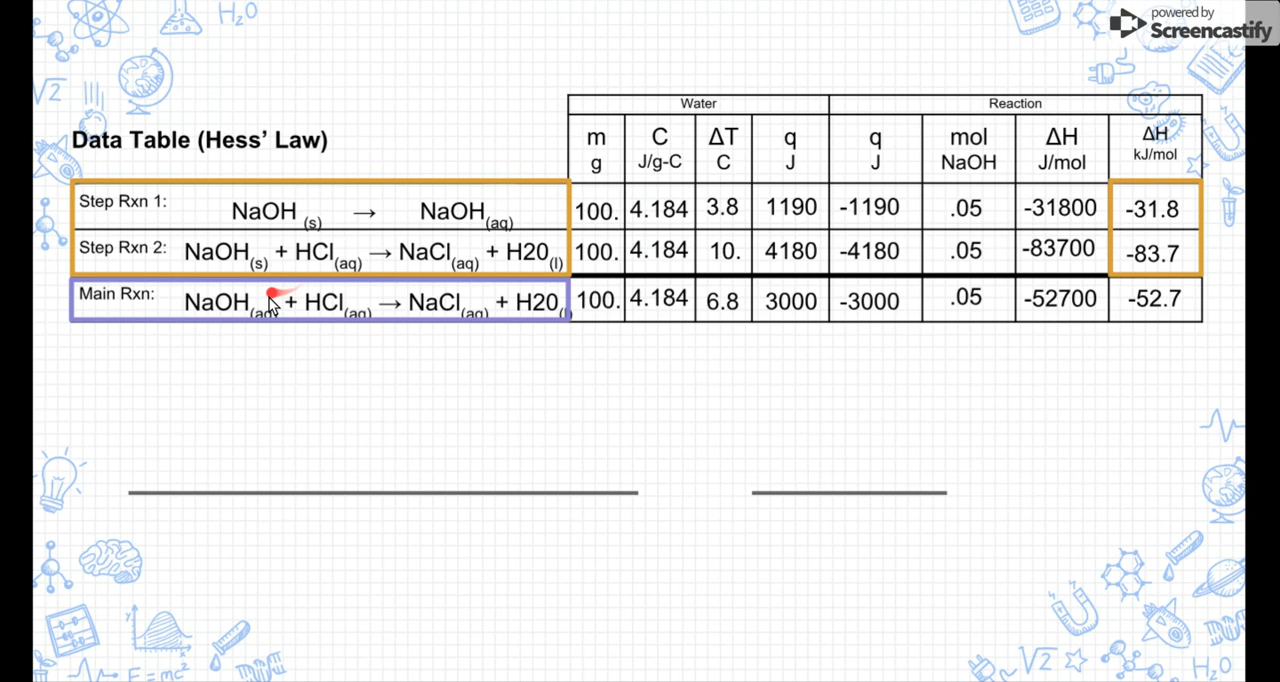 powered by
Screencastify
H₂O
√2
Water Reaction
Data Table (Hess' Law)
m C ΔT q q mol ΔH ΔH
g J/g-C C J J NaOH J/mol kJ/mol
Step Rxn 1: NaOH (s) → NaOH(aq) 100. 4.184 3.8 1190 -1190 .05 -31800 -31.8
Step Rxn 2: NaOH(s) + HCl(aq) → NaCl(aq) + H20(l) 100. 4.184 10. 4180 -4180 .05 -83700 -83.7
Main Rxn: NaOH(aq) + HCl(aq) → NaCl(aq) + H20(l) 100. 4.184 6.8 3000 -3000 .05 -52700 -52.7
y
x
E=mc²
√2
H₂O